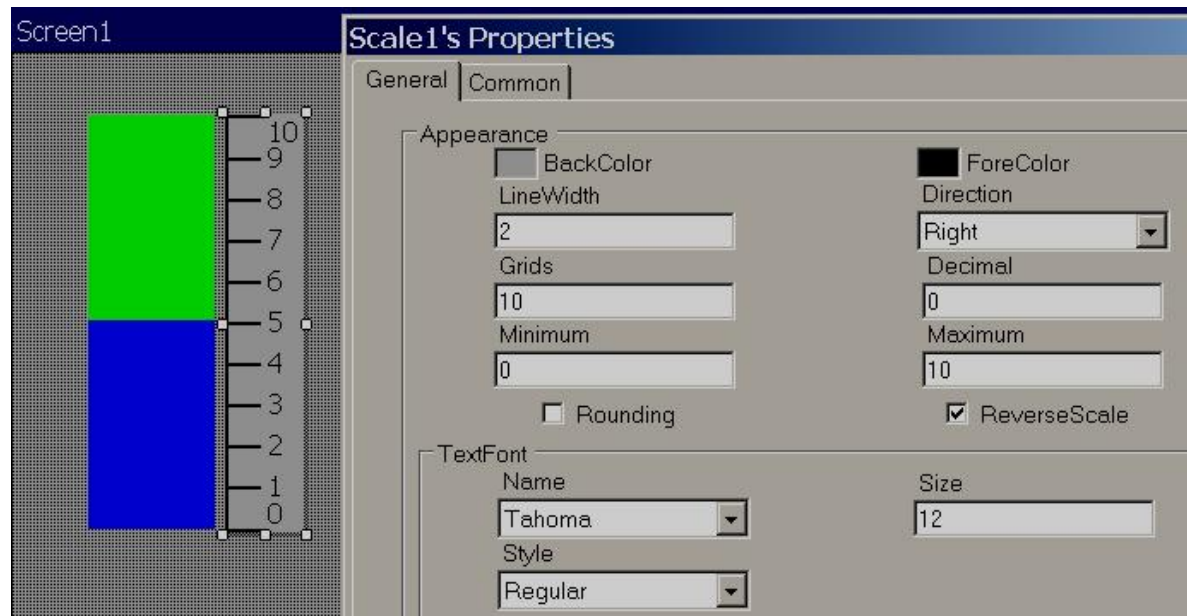 Screen1
10
9
8
7
6
5
4
3
2
1
0
Scale1's Properties
General Common
Appearance
BackColor ForeColor
LineWidth Direction
2 Right
Grids Decimal
10 0
Minimum Maximum
0 10
Rounding ReverseScale
TextFont
Name Size
Tahoma 12
Style
Regular